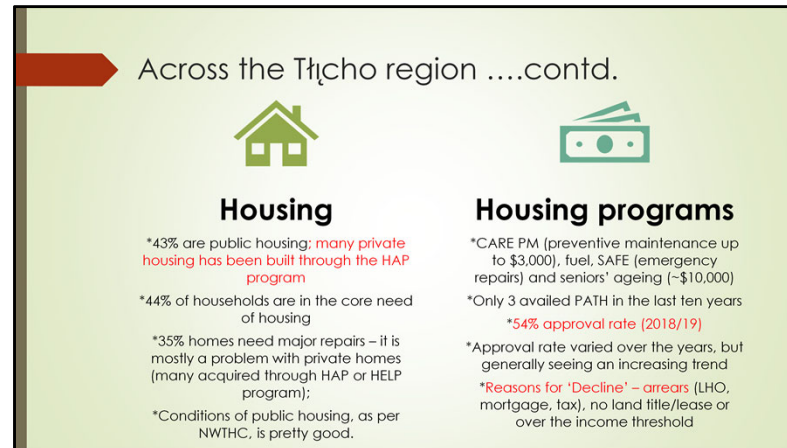 Across the Tłįcho region ....contd.
Housing
*43% are public housing; many private
housing has been built through the HAP
program
*44% of households are in the core need
of housing
*35% homes need major repairs – it is
mostly a problem with private homes
(many acquired through HAP or HELP
program);
*Conditions of public housing, as per
NWTHC, is pretty good.
Housing programs
*CARE PM (preventive maintenance up
to $3,000), fuel, SAFE (emergency
repairs) and seniors' ageing (~$10,000)
*Only 3 availed PATH in the last ten years
*54% approval rate (2018/19)
*Approval rate varied over the years, but
generally seeing an increasing trend
*Reasons for 'Decline' – arrears (LHO,
mortgage, tax), no land title/lease or
over the income threshold